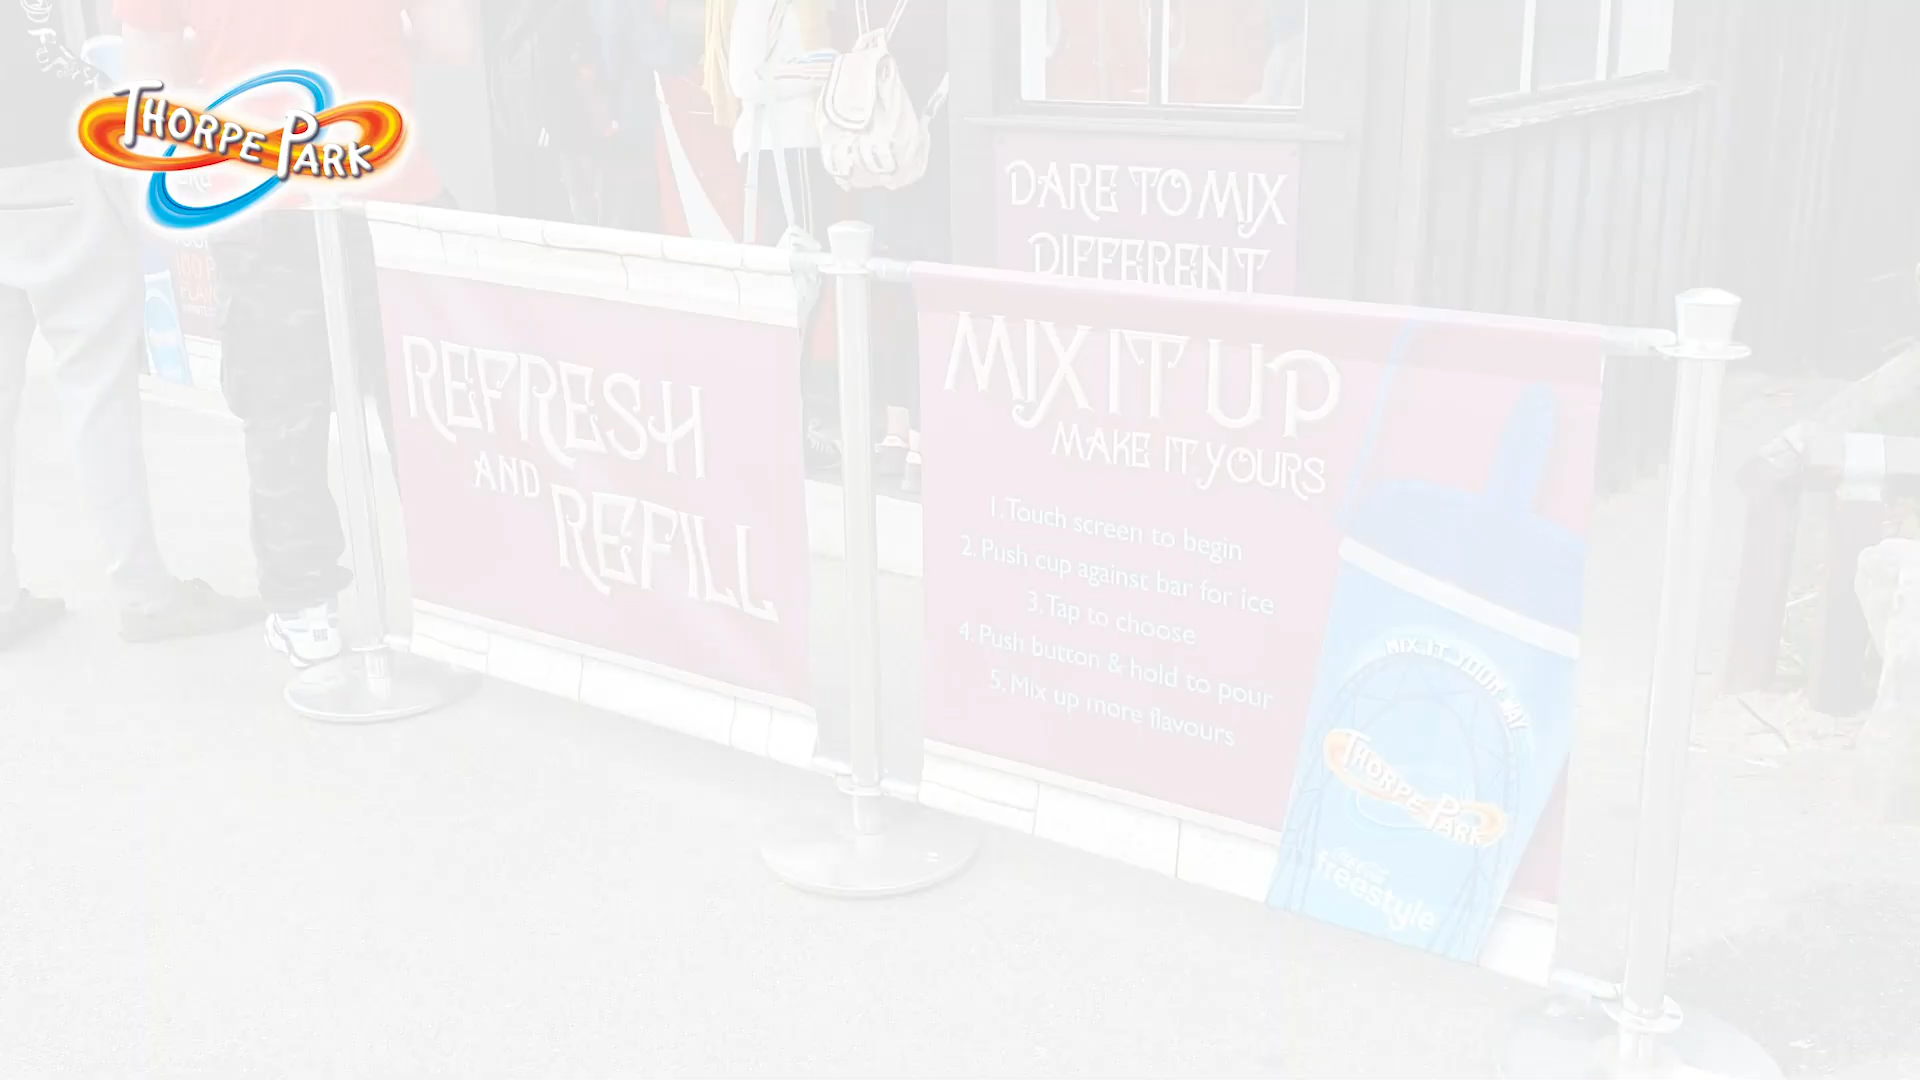 THORPE PARK
DARE TO MIX
DIFFERENT
REFRESH
AND
REFILL
MIX IT UP
MAKE IT YOURS
1. Touch screen to begin
2. Push cup against bar for ice
3. Tap to choose
4. Push button & hold to pour
5. Mix up more flavours
MIX IT YOUR WAY
THORPE PARK
freestyle